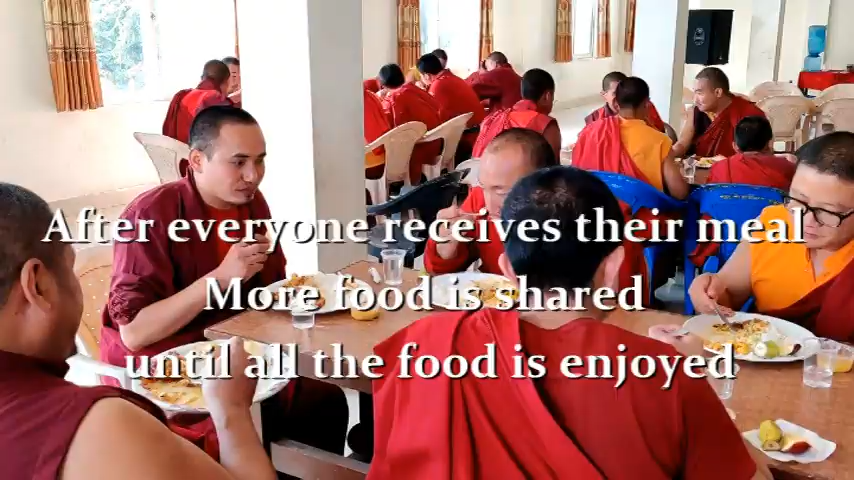 After everyone receives their meal
More food is shared
until all the food is enjoyed